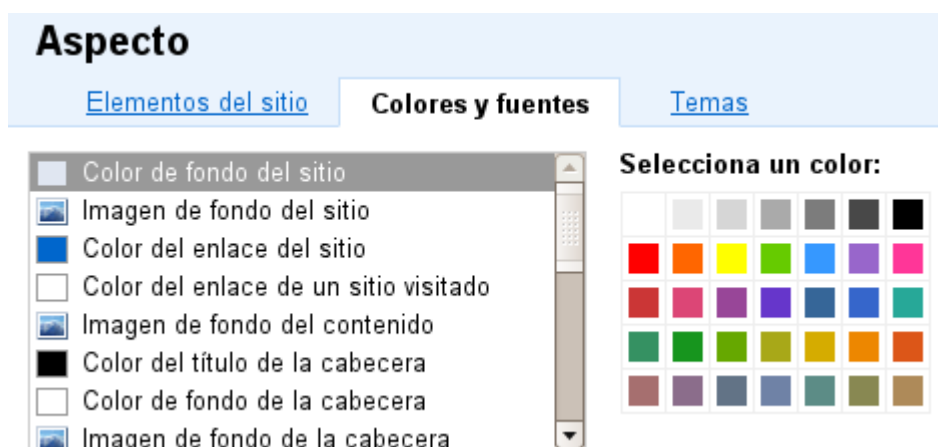 Aspecto
Elementos del sitio Colores y fuentes Temas
Color de fondo del sitio
Imagen de fondo del sitio
Color del enlace del sitio
Color del enlace de un sitio visitado
Imagen de fondo del contenido
Color del título de la cabecera
Color de fondo de la cabecera
Imagen de fondo de la cabecera
Selecciona un color: